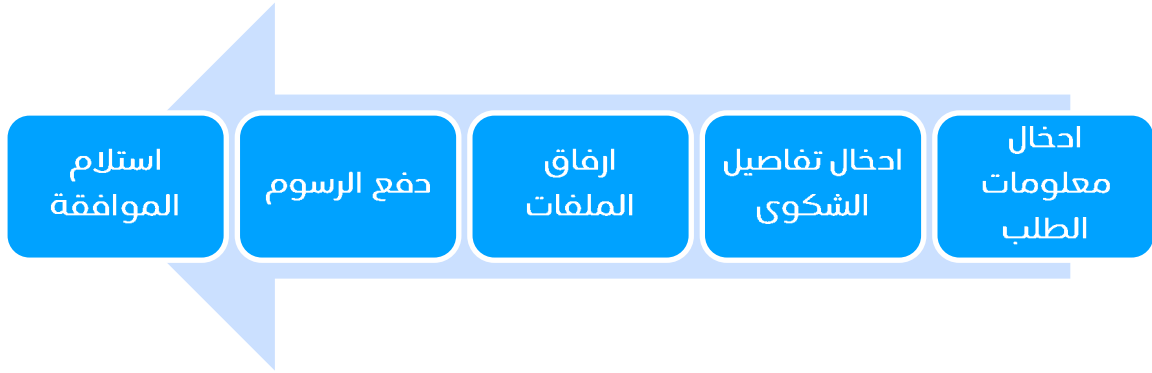 ادخال
معلومات
الطلب
ادخال تفاصيل
الشكوى
ارفاق
الملفات
دفع الرسوم
استلام
الموافقة